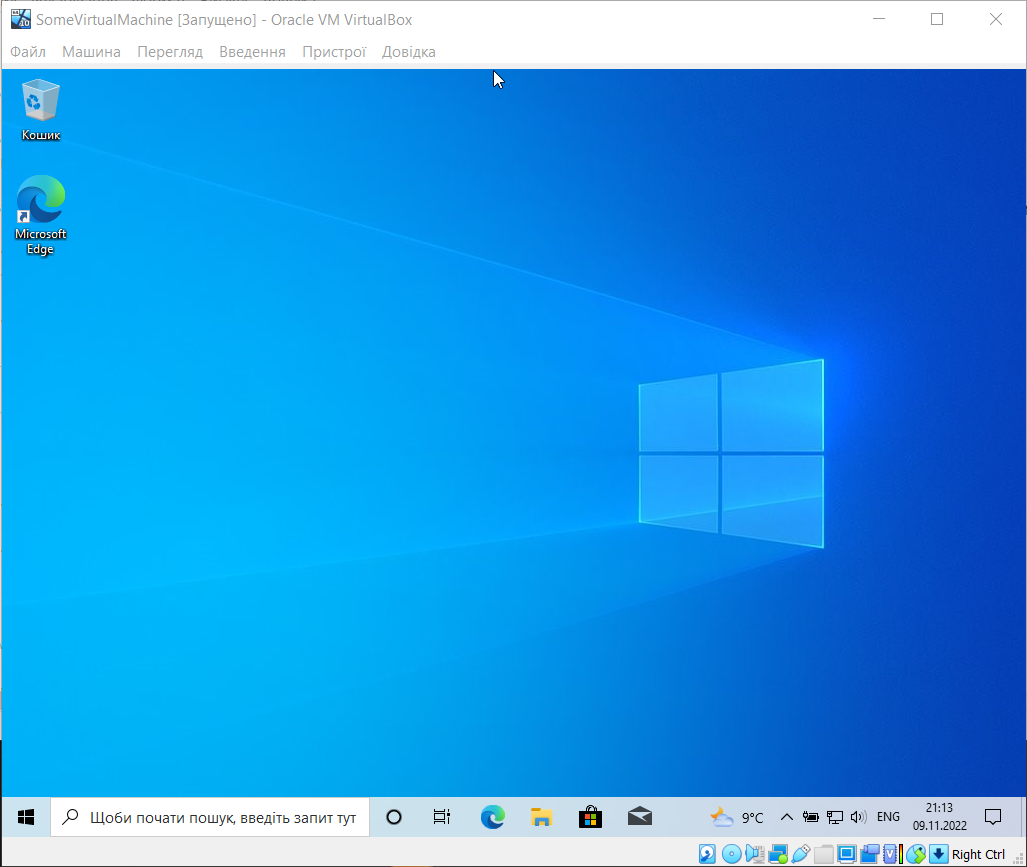 SomeVirtualMachine [Запущено] - Oracle VM VirtualBox
Файл Машина Перегляд Введення Пристрої Довідка
Кошик
Microsoft
Edge
Щоби почати пошук, введіть запит тут
9°C
ENG
21:13
09.11.2022
Right Ctrl